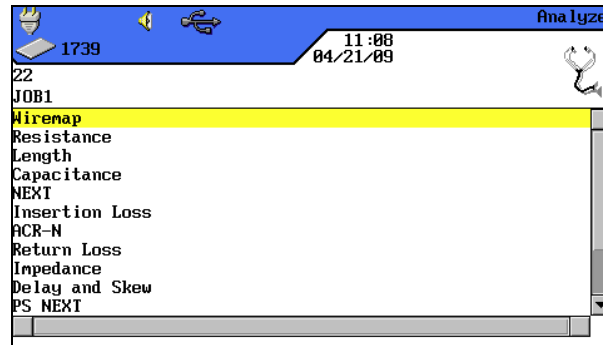 Analyze
1739
11:08
04/21/09
22
JOB1
Wiremap
Resistance
Length
Capacitance
NEXT
Insertion Loss
ACR-N
Return Loss
Impedance
Delay and Skew
PS NEXT